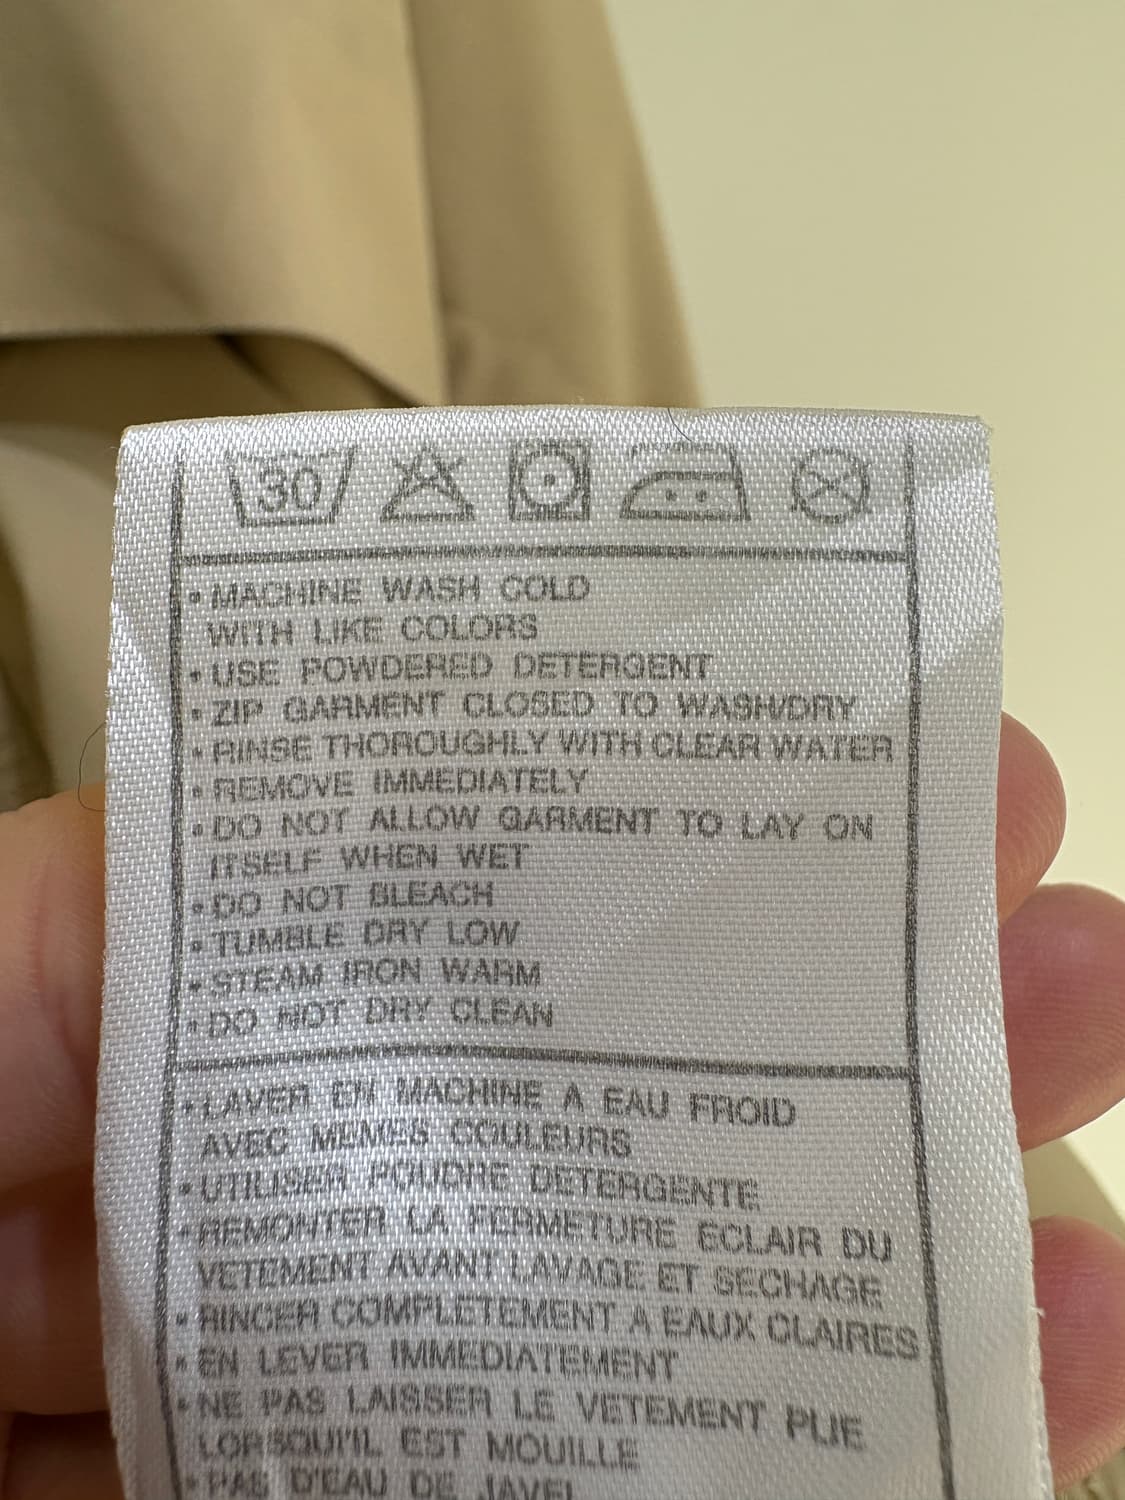 30
• MACHINE WASH COLD
WITH LIKE COLORS
• USE POWDERED DETERGENT
• ZIP GARMENT CLOSED TO WASH/DRY
• RINSE THOROUGHLY WITH CLEAR WATER
• REMOVE IMMEDIATELY
• DO NOT ALLOW GARMENT TO LAY ON
ITSELF WHEN WET
• DO NOT BLEACH
• TUMBLE DRY LOW
• STEAM IRON WARM
• DO NOT DRY CLEAN
• LAVER EN MACHINE A EAU FROID
AVEC MEMES COULEURS
• UTILISER POUDRE DETERGENTE
• REMONTER LA FERMETURE ECLAIR DU
VETEMENT AVANT LAVAGE ET SECHAGE
• RINCER COMPLETEMENT A EAUX CLAIRES
• EN LEVER IMMEDIATEMENT
• NE PAS LAISSER LE VETEMENT PLIE
LORSQU'IL EST MOUILLE
• PAS D'EAU DE JAVEL